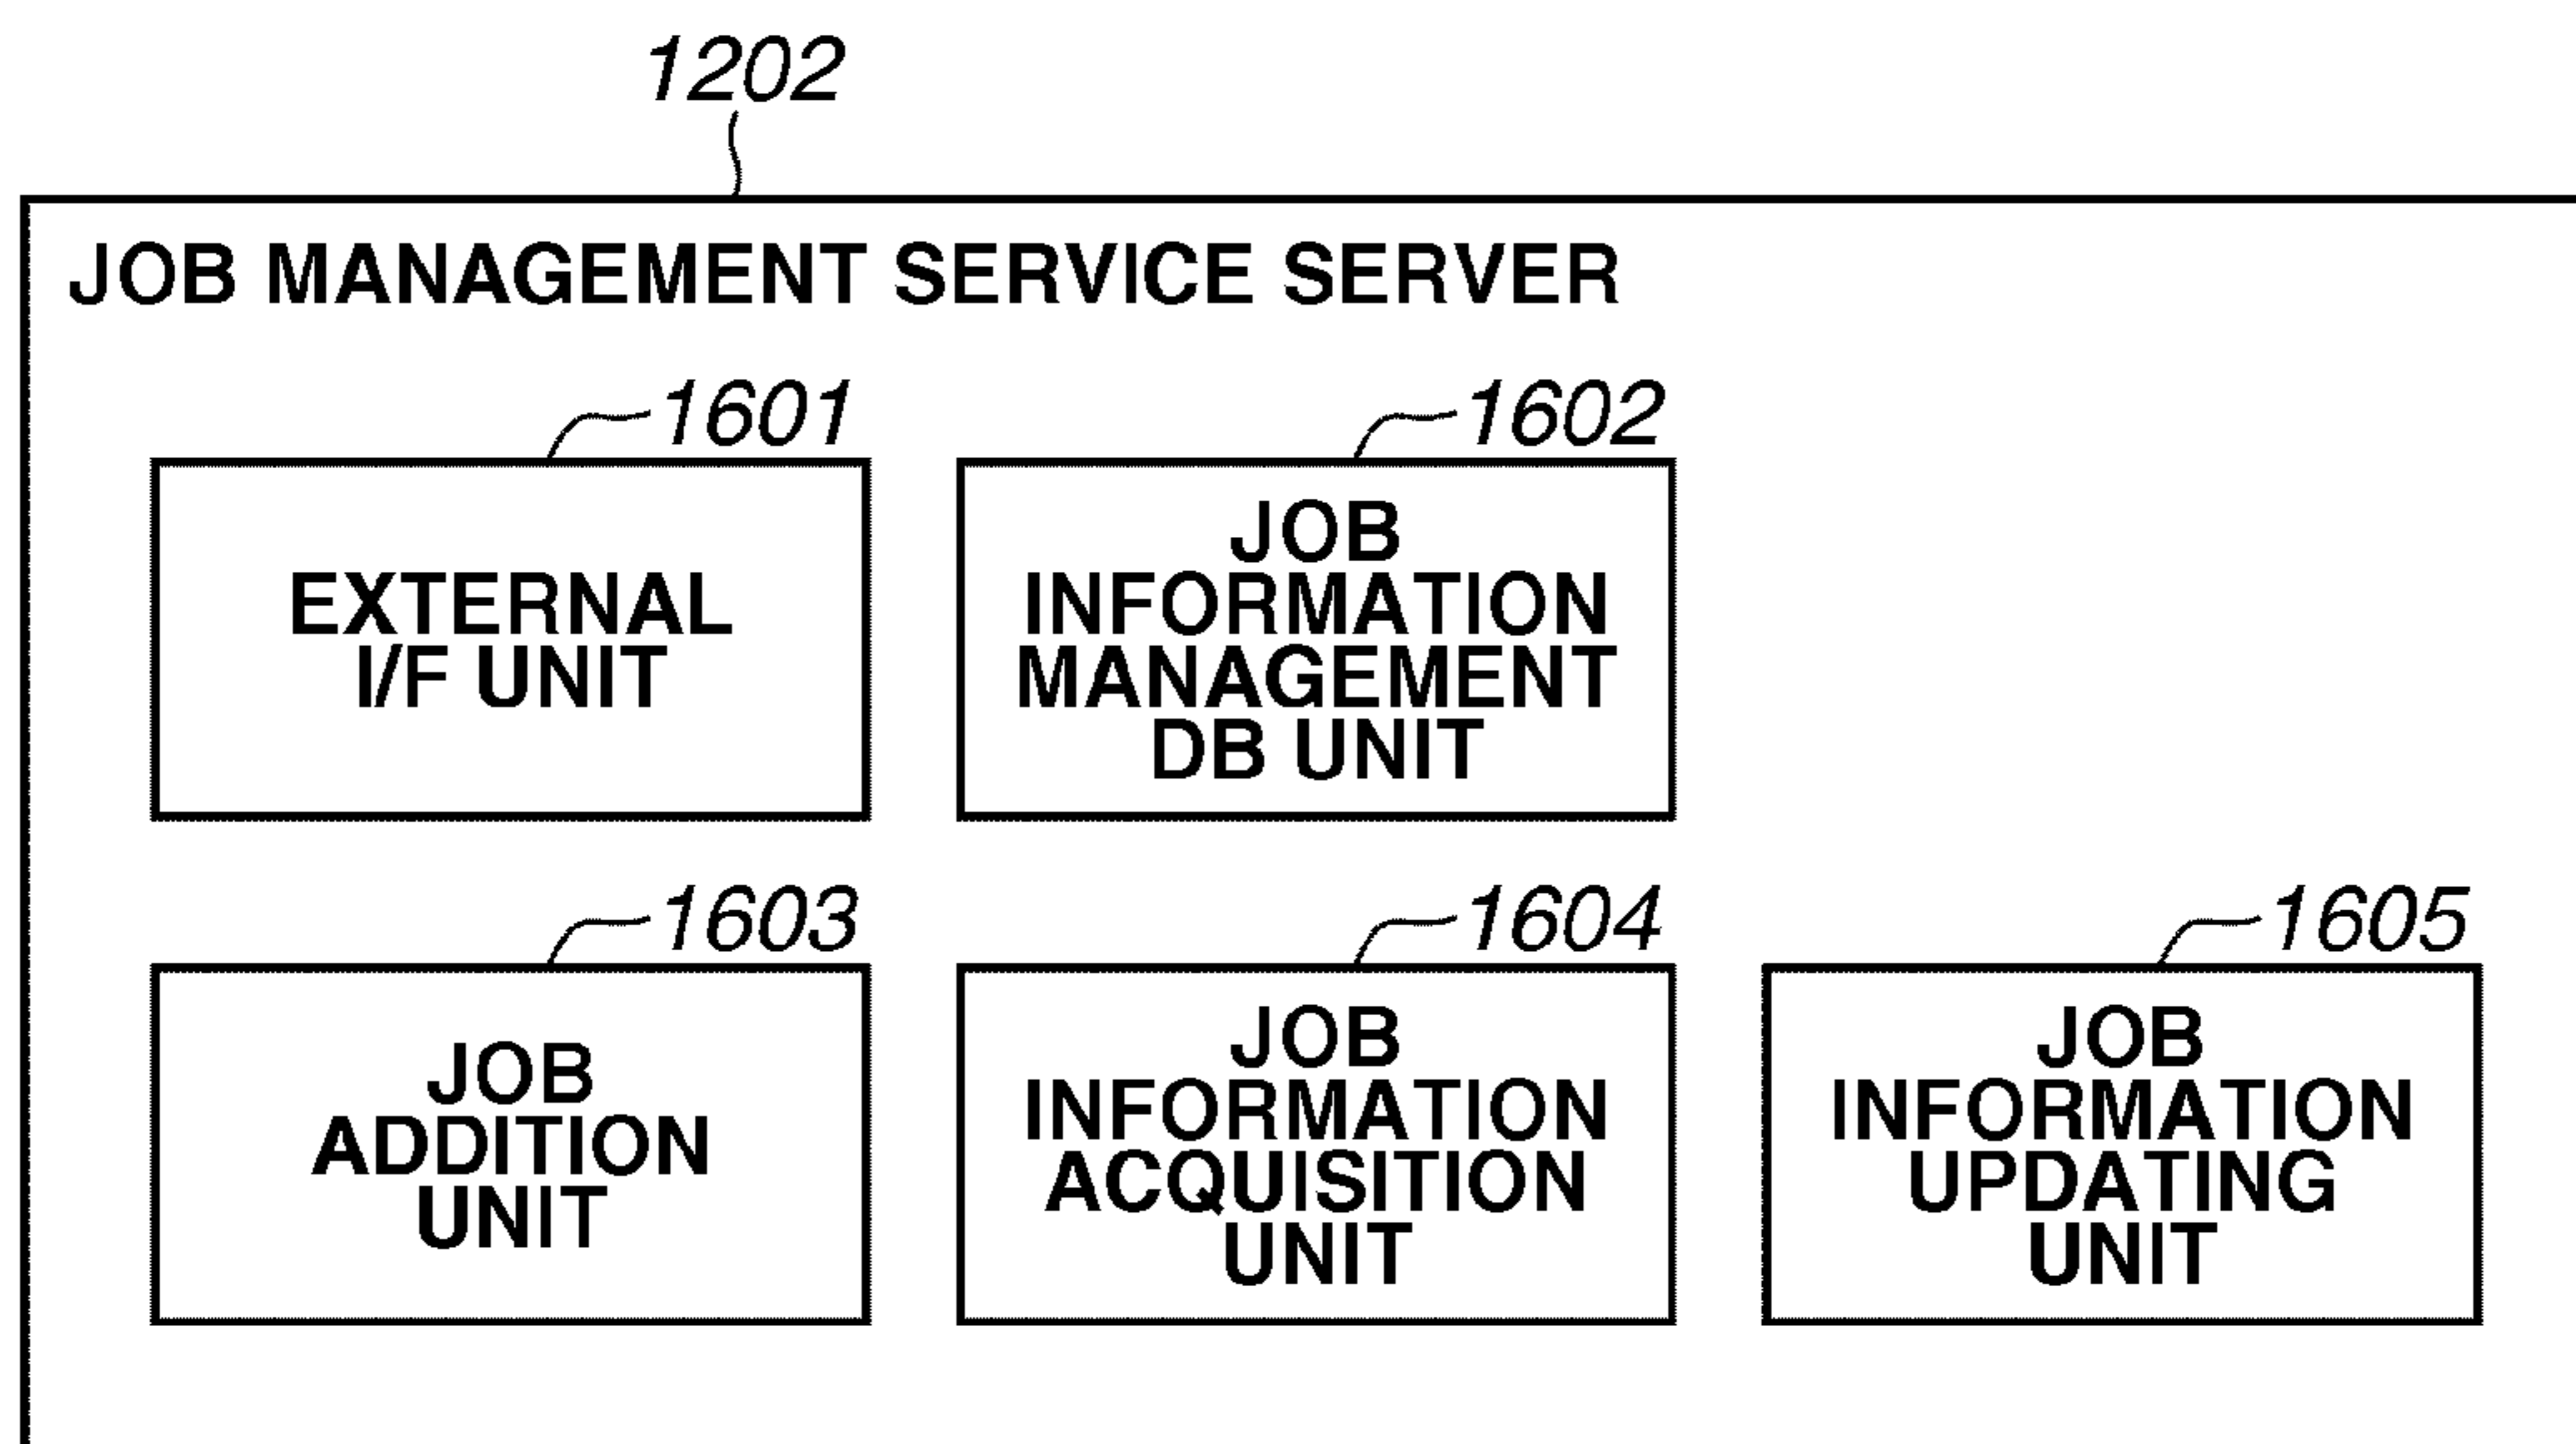 1202
JOB MANAGEMENT SERVICE SERVER
1601
EXTERNAL
I/F UNIT
1602
JOB
INFORMATION
MANAGEMENT
DB UNIT
1603
JOB
ADDITION
UNIT
1604
JOB
INFORMATION
ACQUISITION
UNIT
1605
JOB
INFORMATION
UPDATING
UNIT